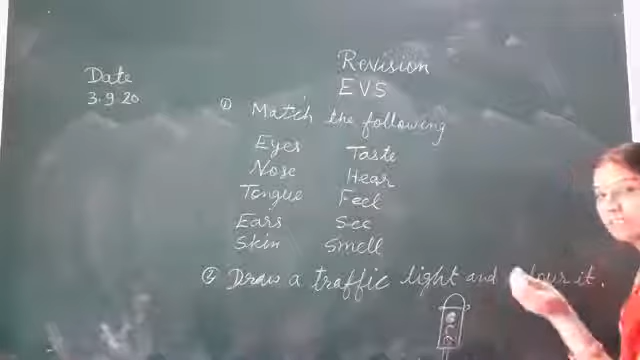 Revision
EVS
Date
3.9.20
① Match the following
Eyes Taste
Nose Hear
Tongue Feel
Ears See
Skin Smell
② Draw a traffic light and it.